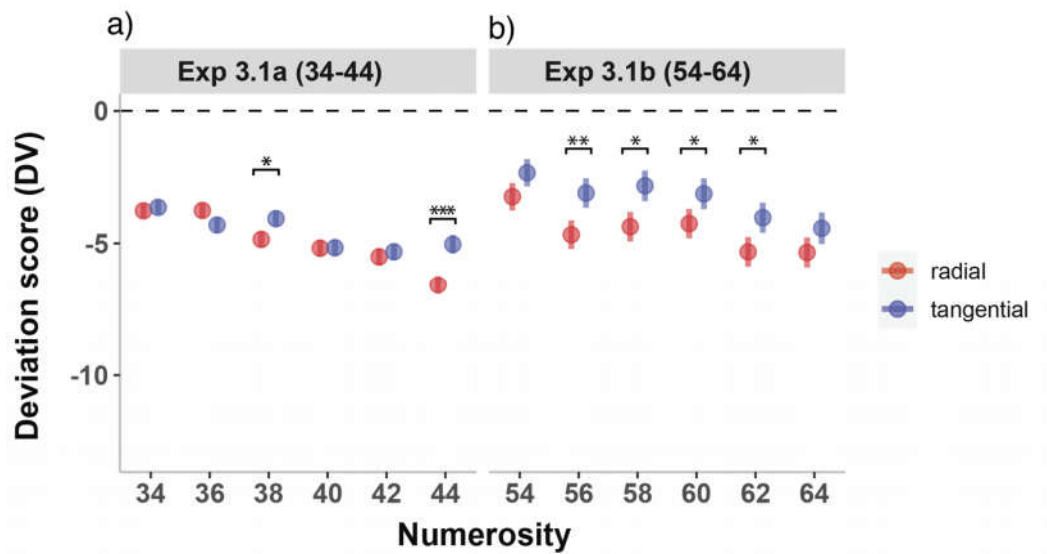 a)
b)
Exp 3.1a (34-44)
Exp 3.1b (54-64)
0
-5
-10
Deviation score (DV)
*
***
**
*
*
*
34 36 38 40 42 44
54 56 58 60 62 64
Numerosity
radial
tangential